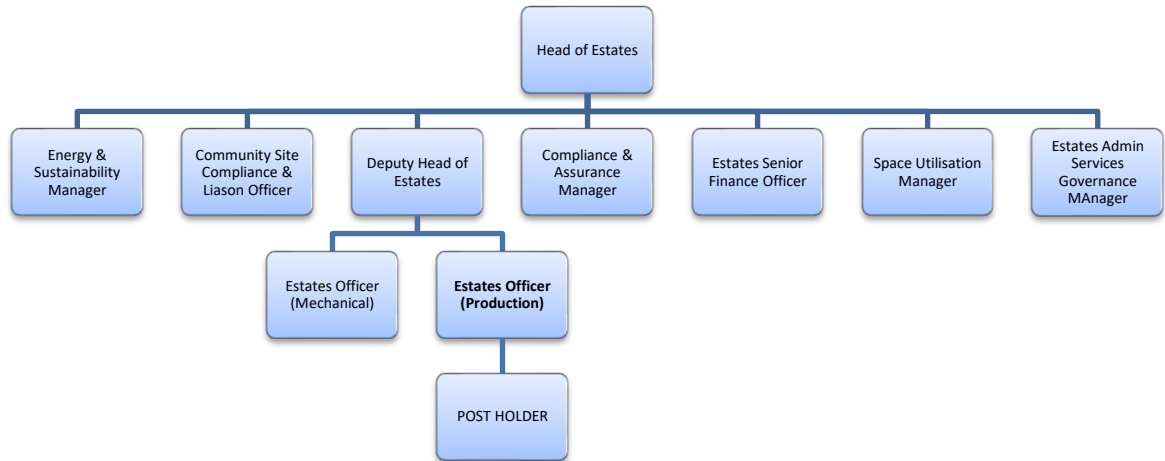 Head of Estates
Energy &
Sustainability
Manager
Community Site
Compliance &
Liason Officer
Deputy Head of
Estates
Compliance &
Assurance
Manager
Estates Senior
Finance Officer
Space Utilisation
Manager
Estates Admin
Services
Governance
MAnager
Estates Officer
(Mechanical)
Estates Officer
(Production)
POST HOLDER